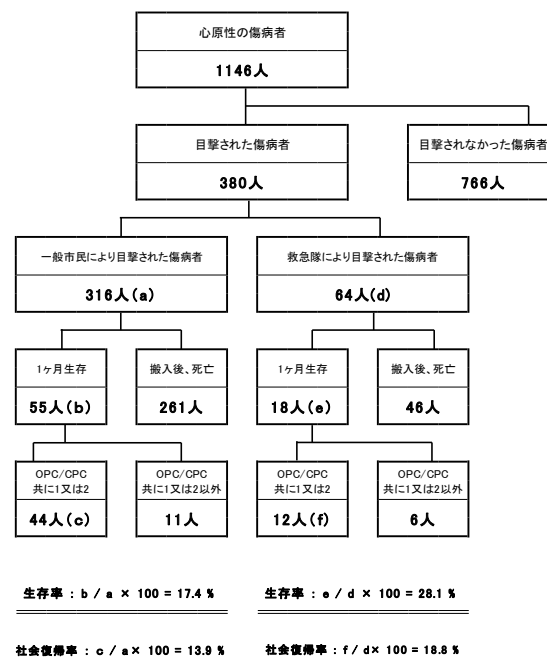 心原性の傷病者
1146人
目撃された傷病者
目撃されなかった傷病者
380人
766人
一般市民により目撃された傷病者
救急隊により目撃された傷病者
316人(a)
64人(d)
1ヶ月生存
搬入後、死亡
1ヶ月生存
搬入後、死亡
55人(b)
261人
18人(e)
46人
OPC/CPC
共に1又は2
OPC/CPC
共に1又は2以外
OPC/CPC
共に1又は2
OPC/CPC
共に1又は2以外
44人(c)
11人
12人(f)
6人
生存率 : b / a × 100 = 17.4 %
生存率 : e / d × 100 = 28.1 %
社会復帰率 : c / a× 100 = 13.9 %
社会復帰率 : f / d× 100 = 18.8 %